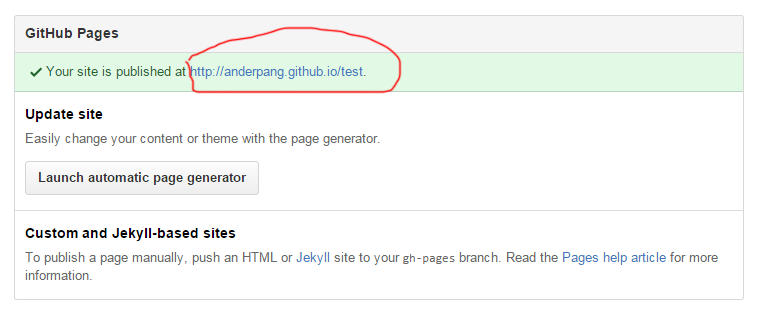 GitHub Pages
Your site is published at http://anderpang.github.io/test.
Update site
Easily change your content or theme with the page generator.
Launch automatic page generator
Custom and Jekyll-based sites
To publish a page manually, push an HTML or Jekyll site to your gh-pages branch. Read the Pages help article for more
information.